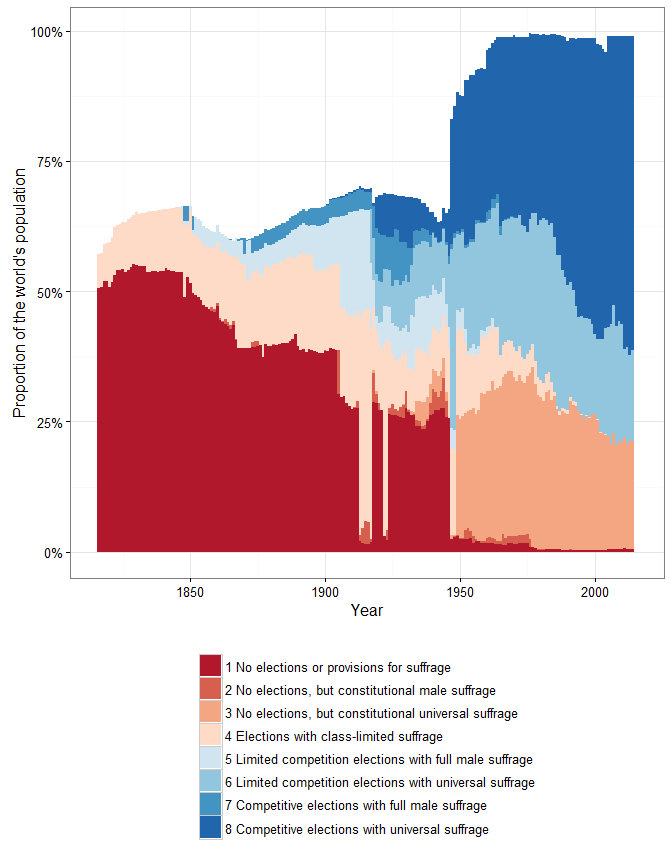 100%
75%
50%
25%
0%
Proportion of the world's population
1850
1900
1950
2000
Year
1 No elections or provisions for suffrage
2 No elections, but constitutional male suffrage
3 No elections, but constitutional universal suffrage
4 Elections with class-limited suffrage
5 Limited competition elections with full male suffrage
6 Limited competition elections with universal suffrage
7 Competitive elections with full male suffrage
8 Competitive elections with universal suffrage